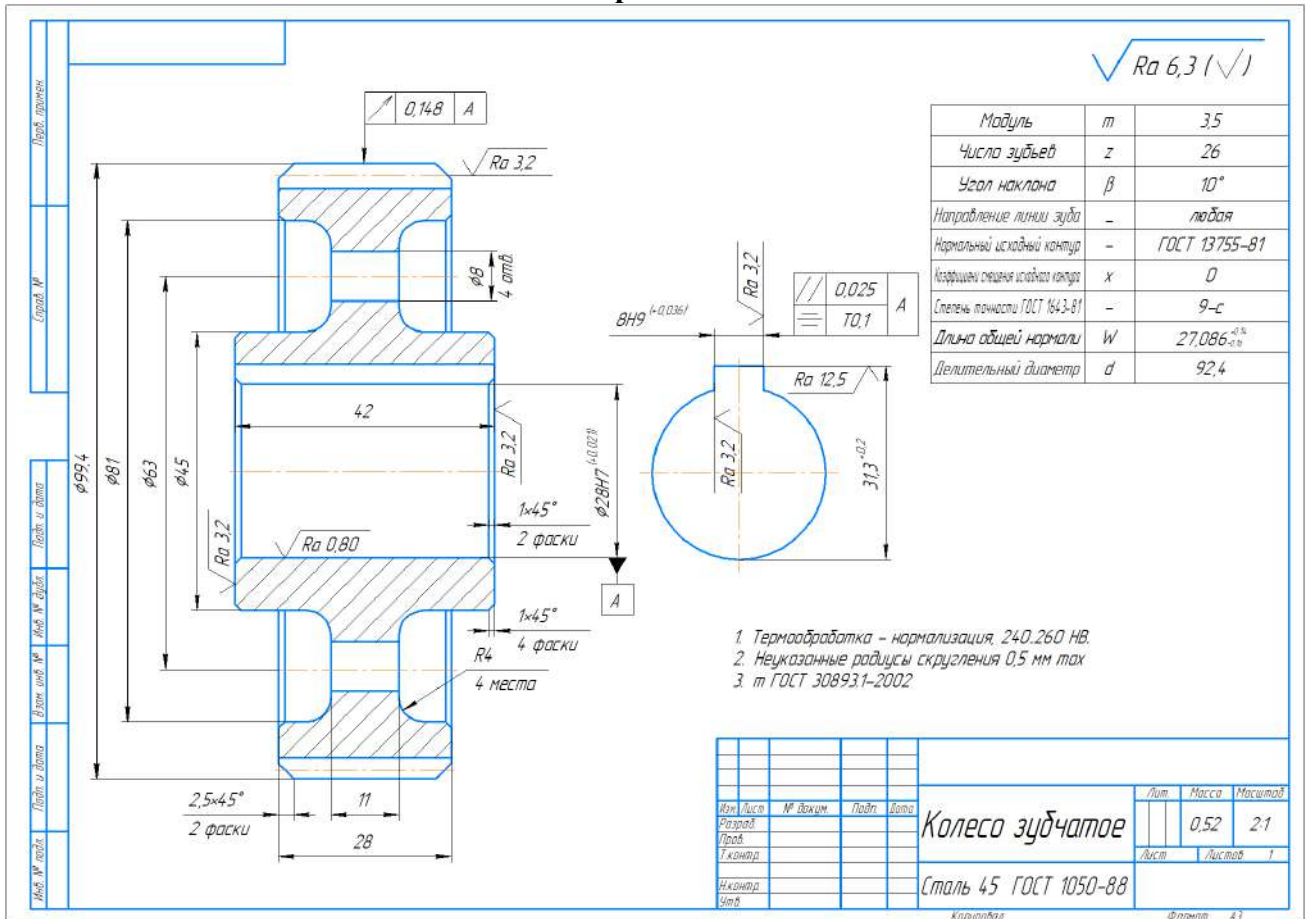 Ra 6,3 (√)
Перв. примен.
Справ. №
Подп. и дата
Инв. № дубл.
Взам. инв. №
Подп. и дата
Инв. № подл.
0,148 A
Ra 3,2
Модуль m 3,5
Число зубьев z 26
Угол наклона β 10°
Направление линии зуба – любая
Нормальный исходный контур – ГОСТ 13755-81
Коэффициент смещения исходного контура x 0
Степень точности ГОСТ 1643-81 – 9-с
Длина общей нормали W 27,086
Делительный диаметр d 92,4
⌀99,4
⌀81
⌀63
⌀45
⌀8
4 отв.
42
Ra 3,2
Ra 3,2
Ra 0,80
⌀28H7(+0,021)
1×45°
2 фаски
A
1×45°
4 фаски
R4
4 места
2,5×45°
2 фаски
11
28
8H9(+0,036)
Ra 3,2
// 0,025
T0,1
A
Ra 12,5
Ra 3,2
31,3+0,2
1. Термообработка – нормализация, 240.260 НВ.
2. Неуказанные радиусы скругления 0,5 мм max
3. m ГОСТ 30893.1-2002
Изм. Лист № докум. Подп. Дата
Разраб.
Пров.
Т.контр.
Н.контр.
Утв.
Колесо зубчатое
Лит. Масса Масштаб
0,52 2:1
Лист Листов 1
Сталь 45 ГОСТ 1050-88
Копировал Формат А3